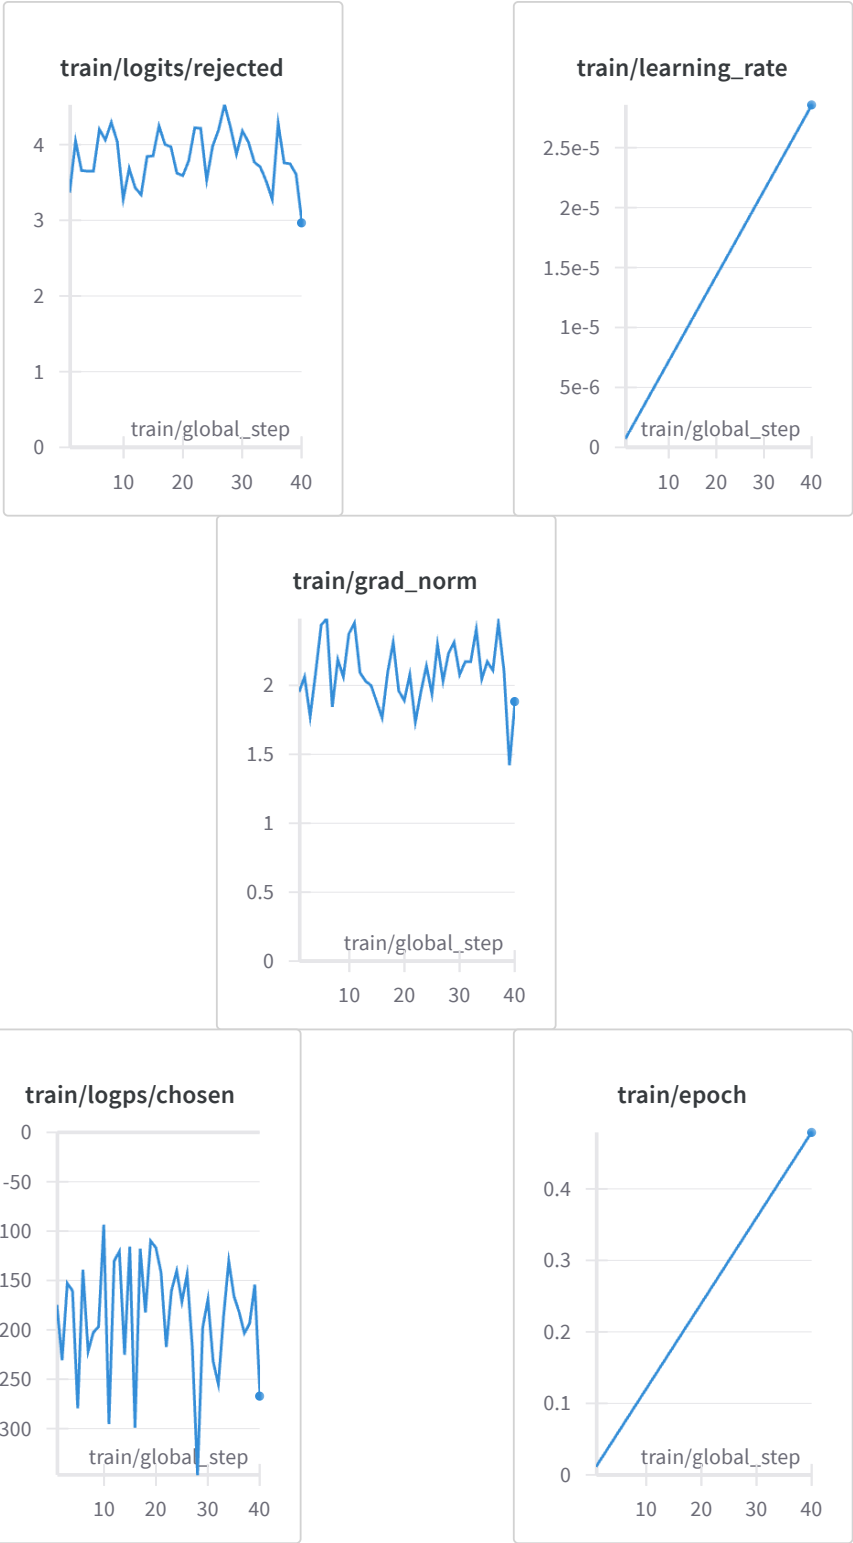 train/logits/rejected
4
3
2
1
0
train/global_step
10 20 30 40
train/learning_rate
2.5e-5
2e-5
1.5e-5
1e-5
5e-6
0
train/global_step
10 20 30 40
train/grad_norm
2
1.5
1
0.5
0
train/global_step
10 20 30 40
train/logps/chosen
0
-50
100
150
200
250
300
train/global_step
10 20 30 40
train/epoch
0.4
0.3
0.2
0.1
0
train/global_step
10 20 30 40